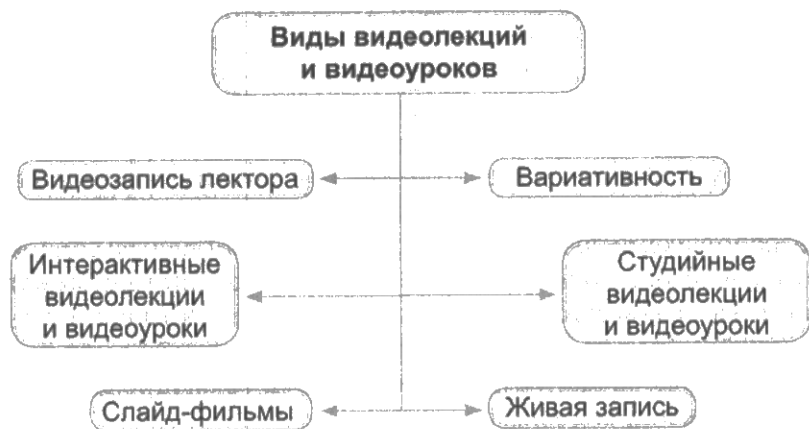 Виды видеолекций
и видеоуроков
Видеозапись лектора
Вариативность
Интерактивные
видеолекции
и видеоуроки
Студийные
видеолекции
и видеоуроки
Слайд-фильмы
Живая запись